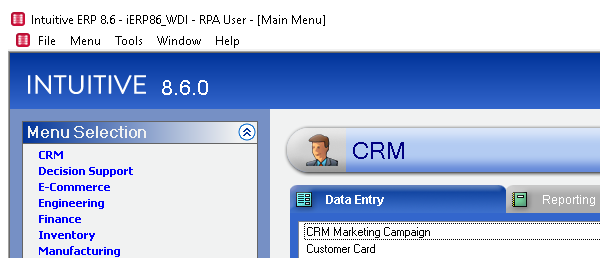 Intuitive ERP 8.6 - iERP86_WDI - RPA User - [Main Menu]
File Menu Tools Window Help
INTUITIVE 8.6.0
Menu Selection
CRM
Decision Support
E-Commerce
Engineering
Finance
Inventory
Manufacturing
CRM
Data Entry
Reporting
CRM Marketing Campaign
Customer Card